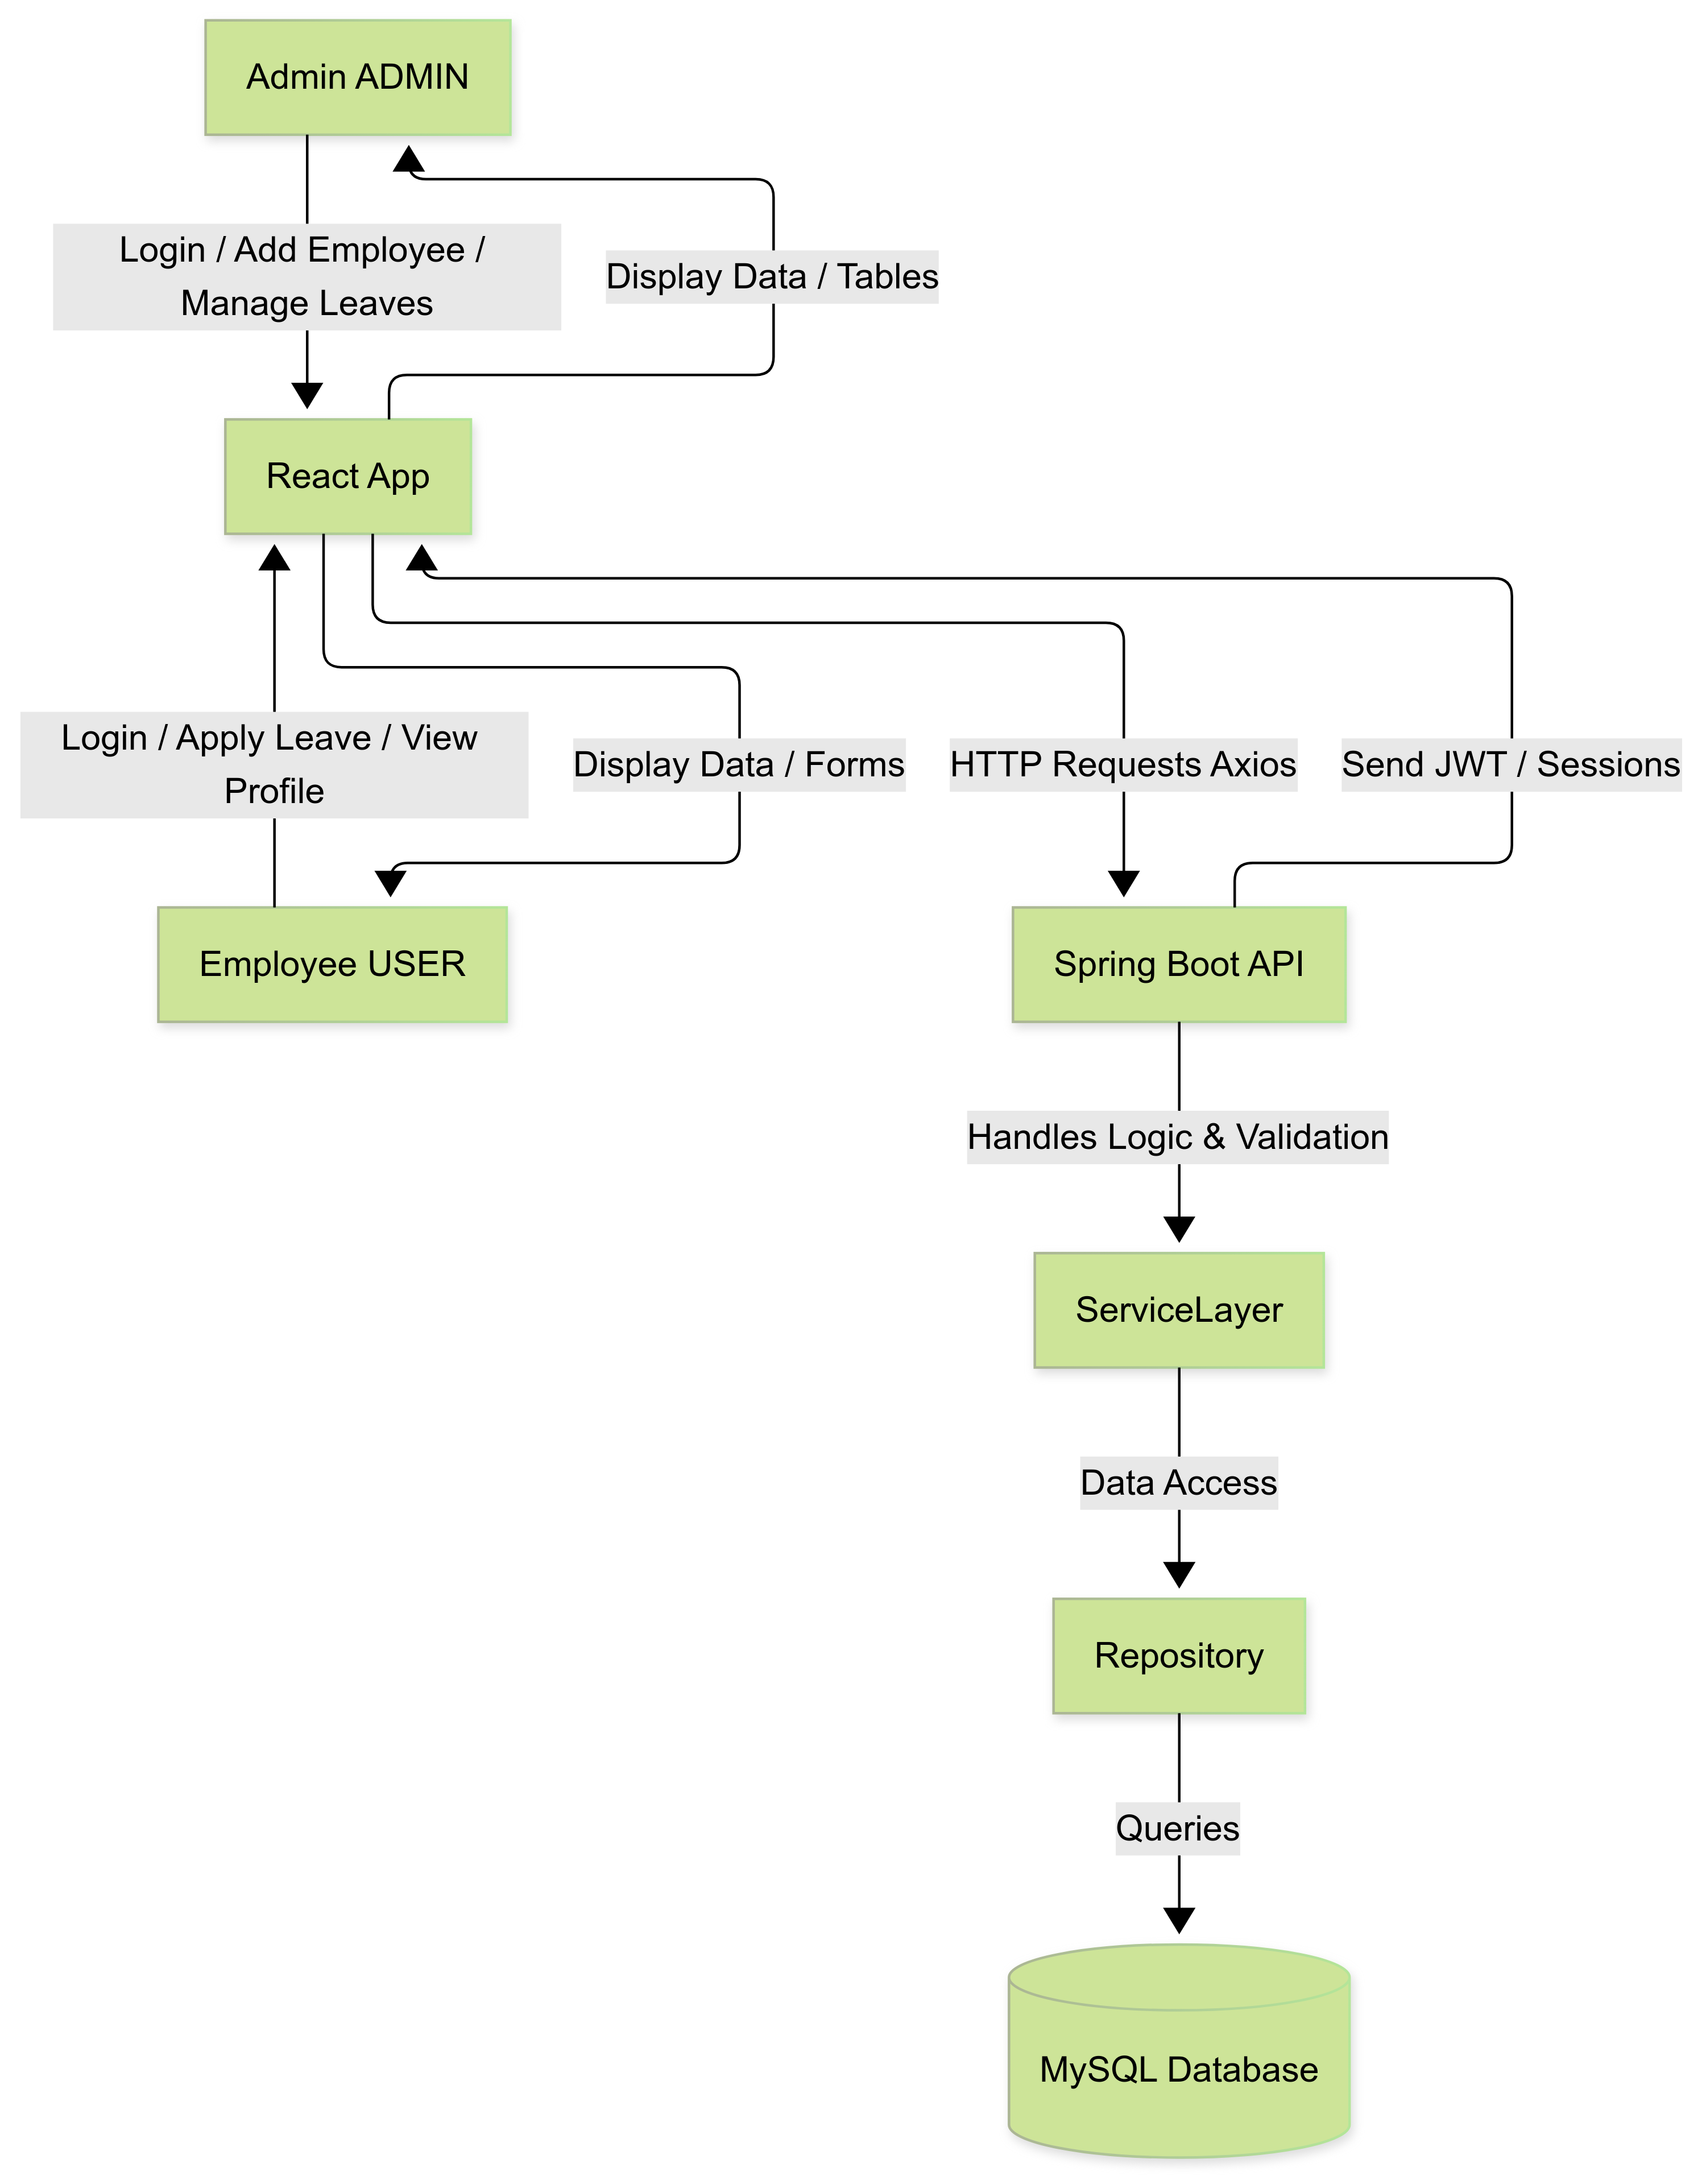 Admin ADMIN
Login / Add Employee /
Manage Leaves
Display Data / Tables
React App
Login / Apply Leave / View
Profile
Display Data / Forms
HTTP Requests Axios
Send JWT / Sessions
Employee USER
Spring Boot API
Handles Logic & Validation
ServiceLayer
Data Access
Repository
Queries
MySQL Database